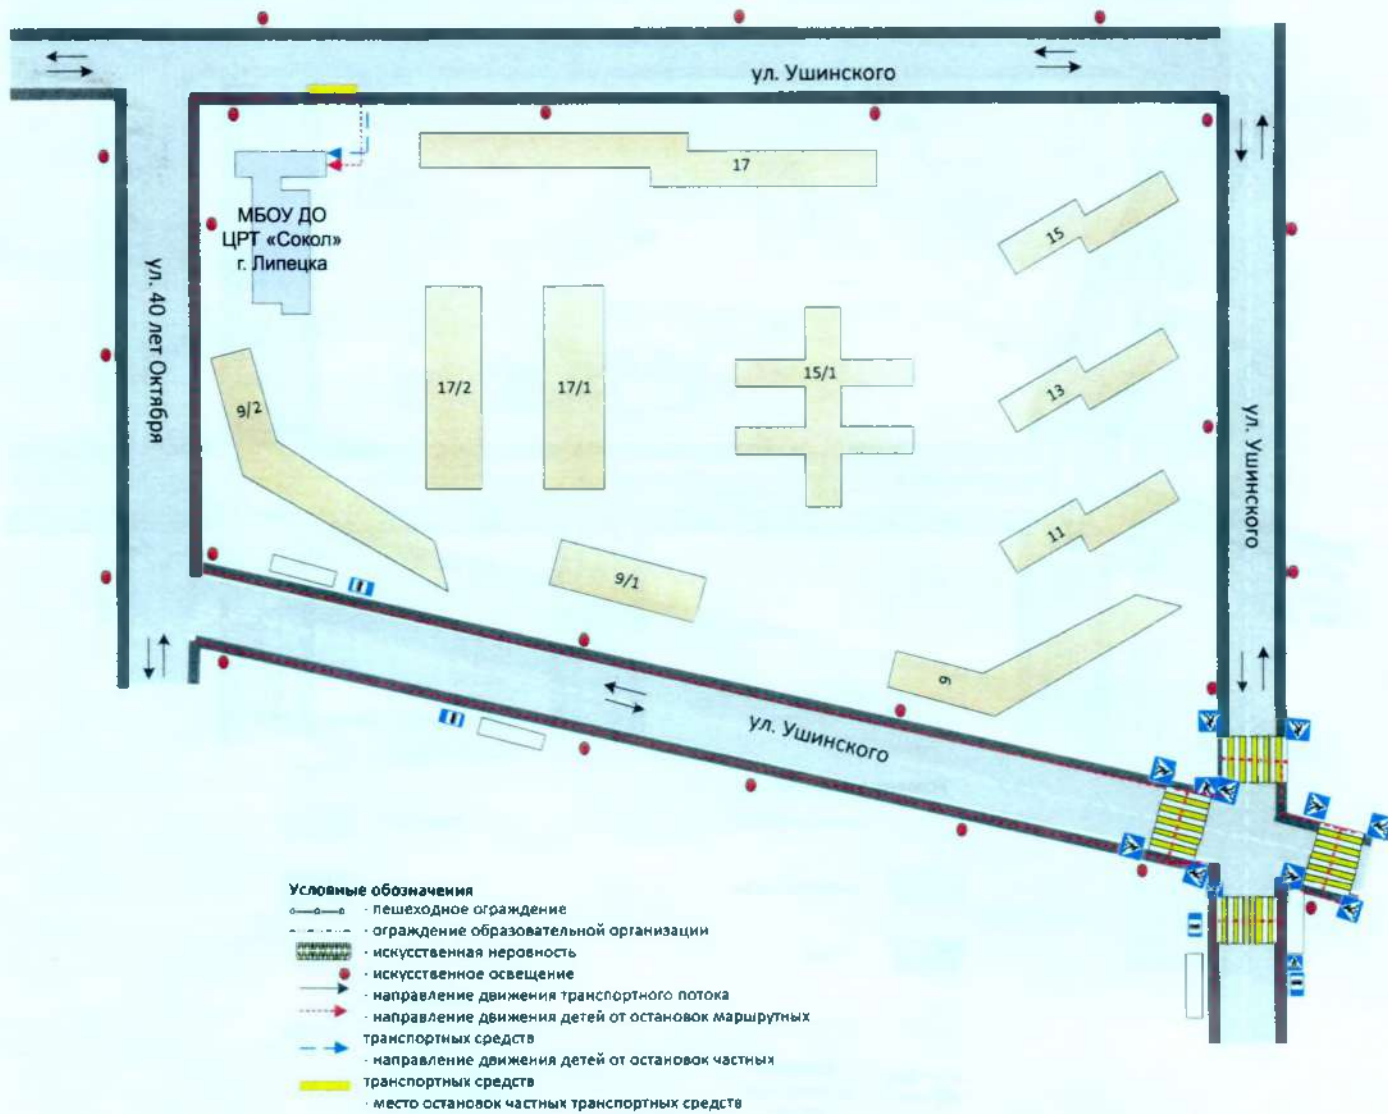 ул. Ушинского
17
МБОУ ДО
ЦРТ «Сокол»
г. Липецка
15
ул. 40 лет Октября
17/2
17/1
15/1
13
9/2
ул. Ушинского
11
9/1
9
ул. Ушинского
Условные обозначения
- пешеходное ограждение
- ограждение образовательной организации
- искусственная неровность
- искусственное освещение
- направление движения транспортного потока
- направление движения детей от остановок маршрутных
транспортных средств
- направление движения детей от остановок частных
транспортных средств
- место остановок частных транспортных средств